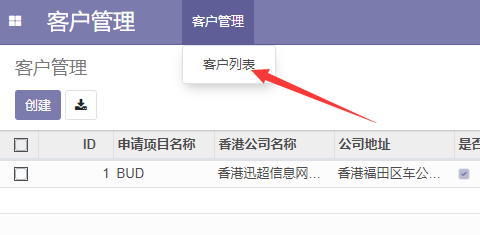 客户管理 客户管理
客户列表
客户管理
创建
ID 申请项目名称 香港公司名称 公司地址 是否
1 BUD 香港迅超信息网... 香港福田区车公...